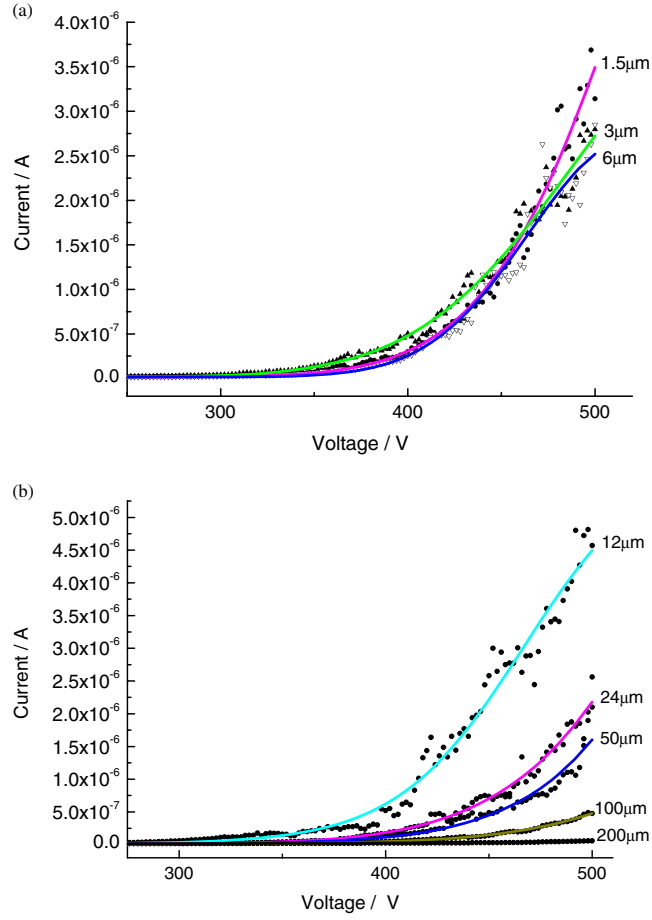 (a)
4.0x10⁻⁶
3.5x10⁻⁶
3.0x10⁻⁶
2.5x10⁻⁶
2.0x10⁻⁶
1.5x10⁻⁶
1.0x10⁻⁶
5.0x10⁻⁷
0.0
Current / A
1.5μm
3μm
6μm
300
400
500
Voltage / V
(b)
5.0x10⁻⁶
4.5x10⁻⁶
4.0x10⁻⁶
3.5x10⁻⁶
3.0x10⁻⁶
2.5x10⁻⁶
2.0x10⁻⁶
1.5x10⁻⁶
1.0x10⁻⁶
5.0x10⁻⁷
0.0
Current / A
12μm
24μm
50μm
100μm
200μm
300
400
500
Voltage / V